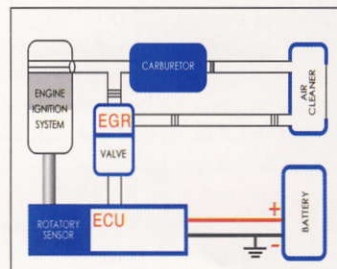 CARBURETOR
AIR
CLEANER
ENGINE
IGNITION
SYSTEM
EGR
VALVE
ROTATORY
SENSOR
ECU
+
-
BATTERY